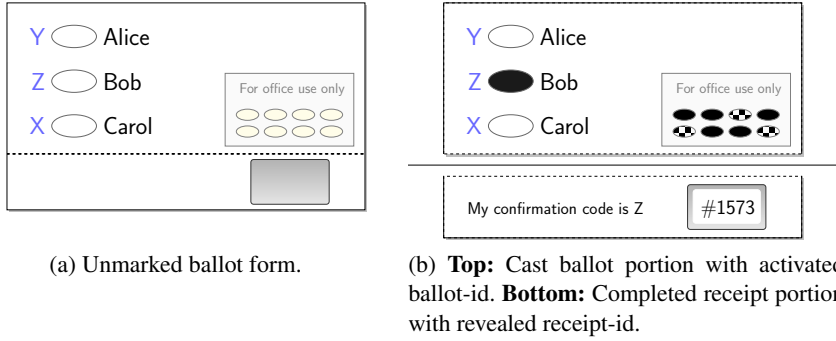 Y Alice
Z Bob
X Carol
For office use only
(a) Unmarked ballot form.
Y Alice
Z Bob
X Carol
For office use only
My confirmation code is Z
#1573
(b) Top: Cast ballot portion with activated
ballot-id. Bottom: Completed receipt portion
with revealed receipt-id.